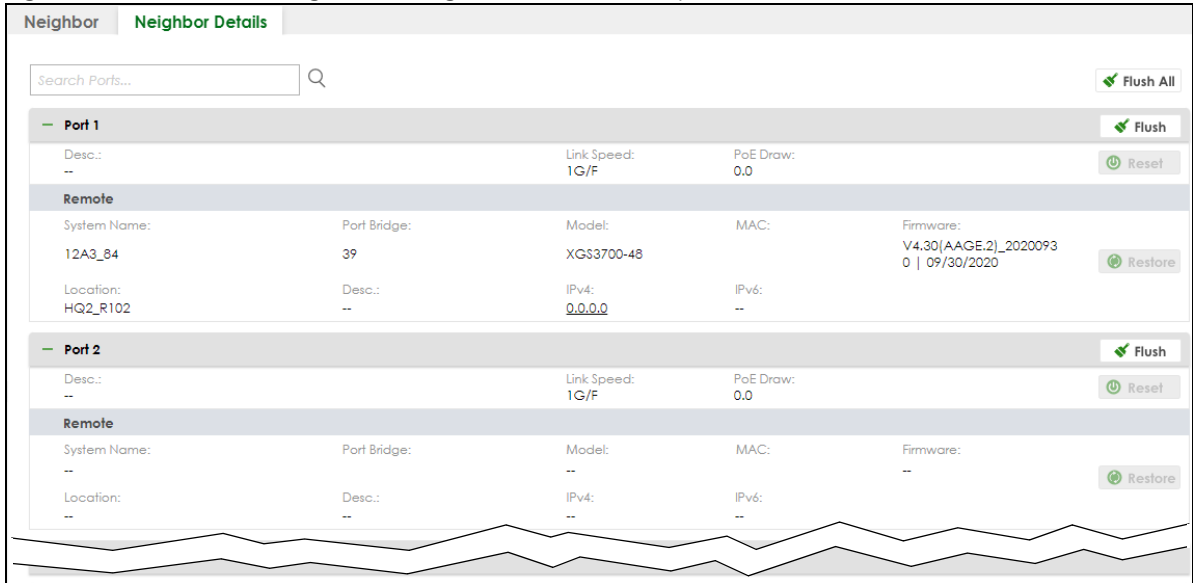 Neighbor Neighbor Details
Search Ports...
Flush All
Port 1 Flush
Desc.: Link Speed: PoE Draw:
-- 1G/F 0.0 Reset
Remote
System Name: Port Bridge: Model: MAC: Firmware:
12A3_84 39 XGS3700-48 V4.30(AAGE.2)_2020093
0 | 09/30/2020 Restore
Location: Desc.: IPv4: IPv6:
HQ2_R102 -- 0.0.0.0 --
Port 2 Flush
Desc.: Link Speed: PoE Draw:
-- 1G/F 0.0 Reset
Remote
System Name: Port Bridge: Model: MAC: Firmware:
-- -- --
Restore
Location: Desc.: IPv4: IPv6:
-- -- -- --